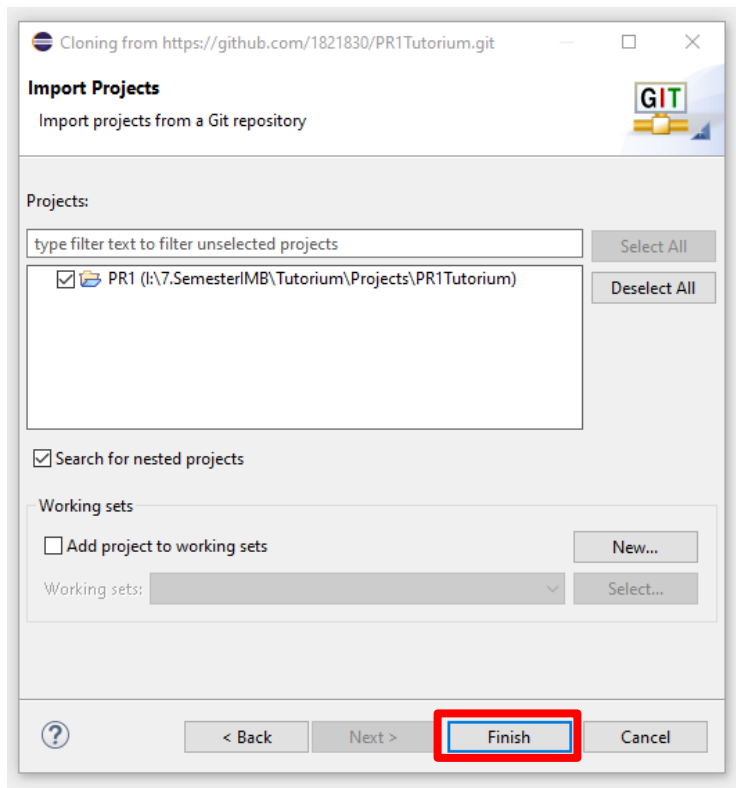 Cloning from https://github.com/1821830/PR1Tutorium.git
Import Projects
Import projects from a Git repository
GIT
Projects:
type filter text to filter unselected projects
Select All
PR1 (I:\7.SemesterIMB\Tutorium\Projects\PR1Tutorium)
Deselect All
Search for nested projects
Working sets
Add project to working sets
New...
Working sets:
Select...
?
< Back
Next >
Finish
Cancel